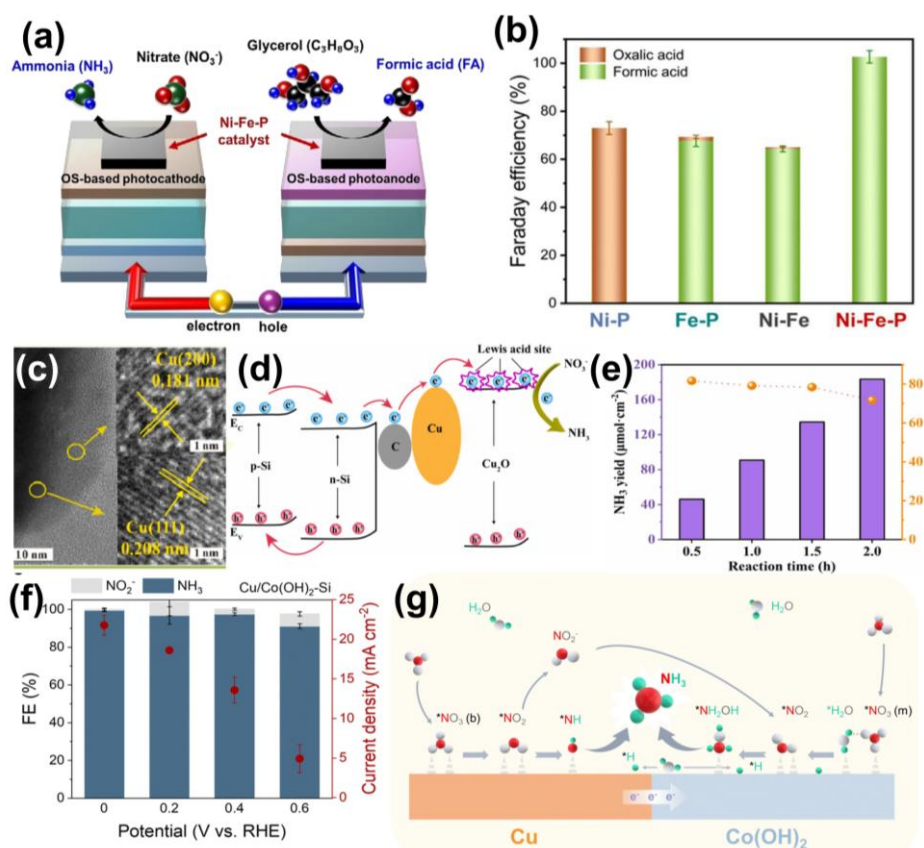 (a)
Ammonia (NH₃)
Nitrate (NO₃⁻)
Glycerol (C₃H₈O₃)
Formic acid (FA)
Ni-Fe-P
catalyst
OS-based photocathode
OS-based photoanode
electron
hole
(b)
Faraday efficiency (%)
100
80
60
40
20
0
Oxalic acid
Formic acid
Ni-P
Fe-P
Ni-Fe
Ni-Fe-P
(c)
Cu(200)
0.181 nm
1 nm
Cu(111)
0.208 nm
10 nm
1 nm
(d)
Lewis acid site
NO₃⁻
e⁻
NH₃
E_C
p-Si
n-Si
C
Cu
Cu₂O
E_V
h⁺
(e)
NH₃ yield (μmol·cm⁻²)
200
160
120
80
40
80
60
40
20
0
0.5
1.0
1.5
2.0
Reaction time (h)
(f)
NO₂⁻
NH₃
Cu/Co(OH)₂-Si
FE (%)
100
80
60
40
20
0
Current density (mA cm⁻²)
25
20
15
10
5
0
0
0.2
0.4
0.6
Potential (V vs. RHE)
(g)
H₂O
H₂O
NO₂⁻
NH₃
*NO₃ (b)
*NO₂
*NH
*NH₂OH
*NO₂
*H₂O
*NO₃ (m)
*H
*H
e⁻ e⁻ e⁻
Cu
Co(OH)₂